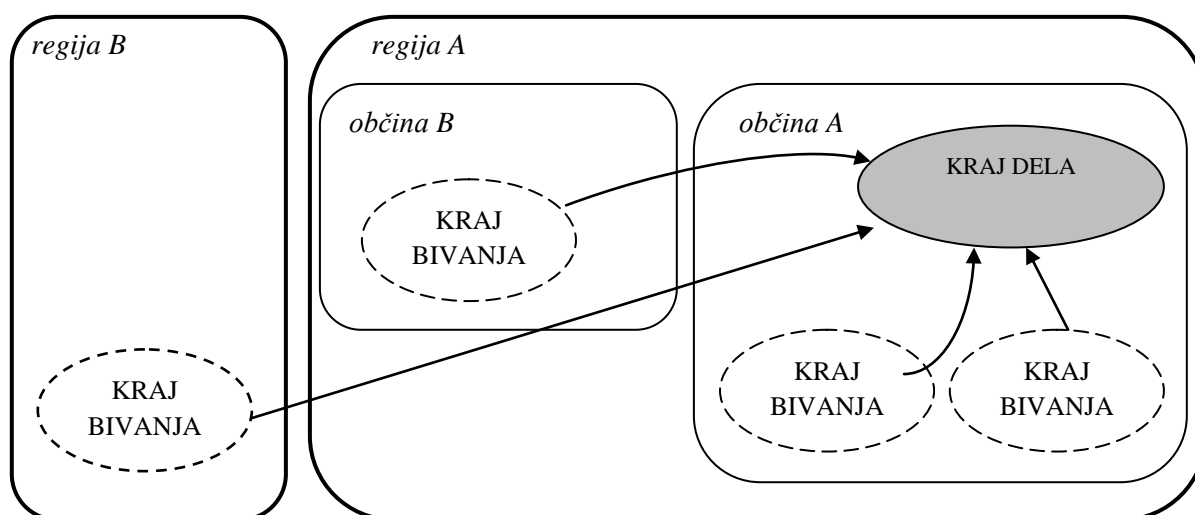 regija B
regija A
občina B
občina A
KRAJ DELA
KRAJ
BIVANJA
KRAJ
BIVANJA
KRAJ
BIVANJA
KRAJ
BIVANJA